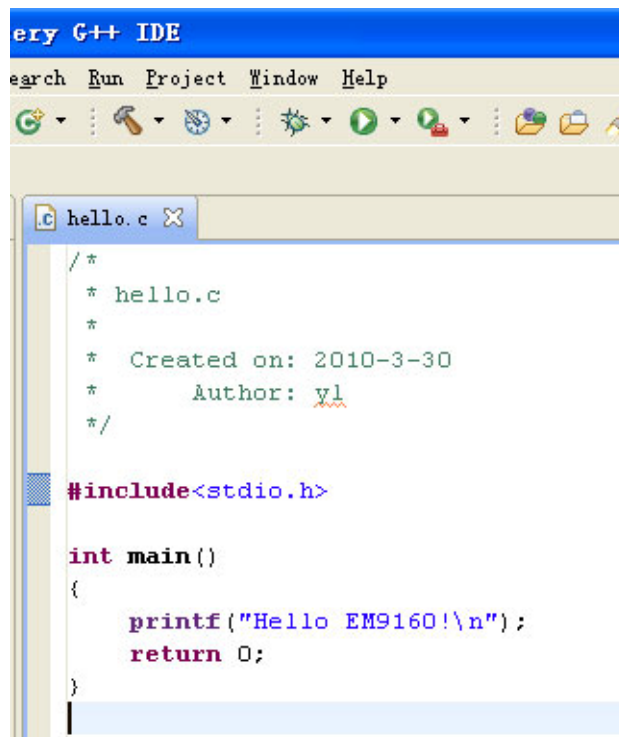 ery G++ IDE
earch Run Project Window Help
hello.c
/*
 * hello.c
 *
 *  Created on: 2010-3-30
 *      Author: yl
 */
#include<stdio.h>
int main()
{
    printf("Hello EM9160!\n");
    return 0;
}